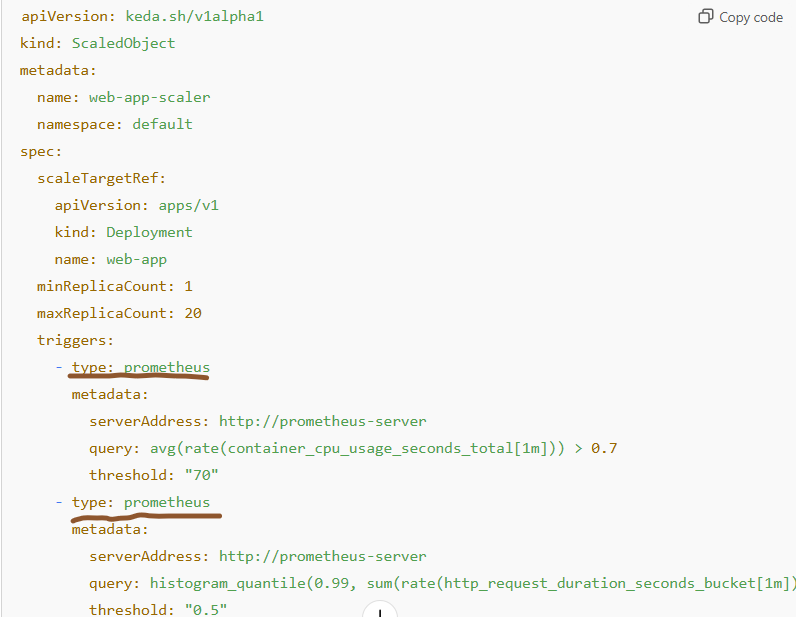 apiVersion: keda.sh/v1alpha1
Copy code
kind: ScaledObject
metadata:
  name: web-app-scaler
  namespace: default
spec:
  scaleTargetRef:
    apiVersion: apps/v1
    kind: Deployment
    name: web-app
  minReplicaCount: 1
  maxReplicaCount: 20
  triggers:
    - type: prometheus
      metadata:
        serverAddress: http://prometheus-server
        query: avg(rate(container_cpu_usage_seconds_total[1m])) > 0.7
        threshold: "70"
    - type: prometheus
      metadata:
        serverAddress: http://prometheus-server
        query: histogram_quantile(0.99, sum(rate(http_request_duration_seconds_bucket[1m])
        threshold: "0.5"